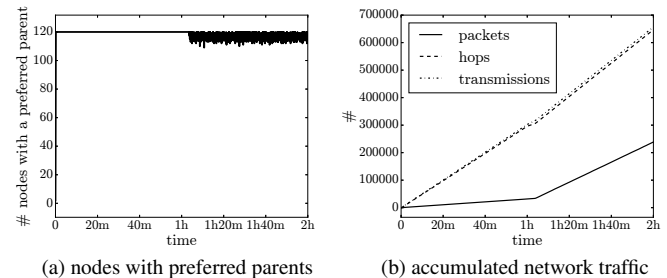 # nodes with a preferred parent
120
100
80
60
40
20
0
0
20m
40m
1h
1h20m
1h40m
2h
time
(a) nodes with preferred parents
#
700000
600000
500000
400000
300000
200000
100000
0
packets
hops
transmissions
0
20m
40m
1h
1h20m
1h40m
2h
time
(b) accumulated network traffic